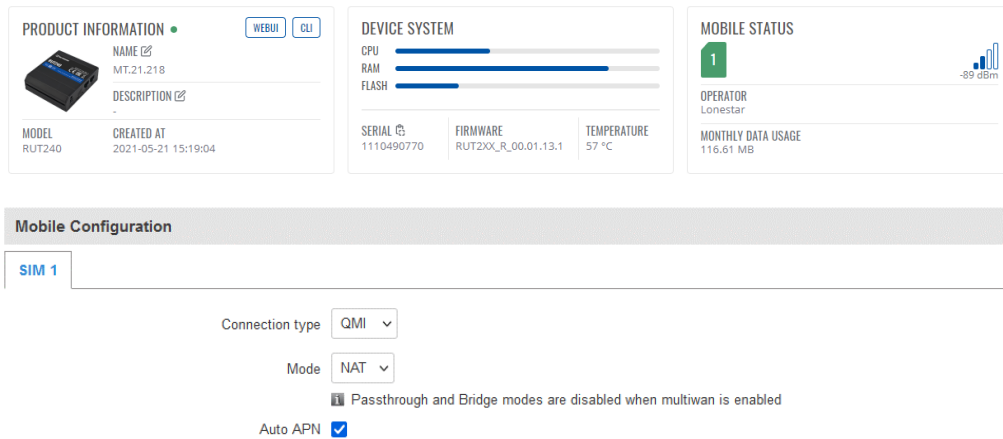 PRODUCT INFORMATION
WEBUI
CLI
NAME
MT.21.218
DESCRIPTION
-
MODEL
RUT240
CREATED AT
2021-05-21 15:19:04
DEVICE SYSTEM
CPU
RAM
FLASH
SERIAL
1110490770
FIRMWARE
RUT2XX_R_00.01.13.1
TEMPERATURE
57 °C
MOBILE STATUS
1
-89 dBm
OPERATOR
Lonestar
MONTHLY DATA USAGE
116.61 MB
Mobile Configuration
SIM 1
Connection type QMI
Mode NAT
Passthrough and Bridge modes are disabled when multiwan is enabled
Auto APN